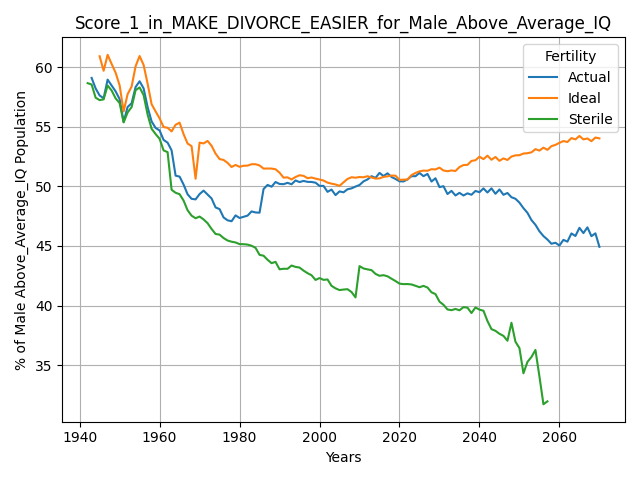 Score_1_in_MAKE_DIVORCE_EASIER_for_Male_Above_Average_IQ
Fertility
Actual
Ideal
Sterile
% of Male Above_Average_IQ Population
60
55
50
45
40
35
1940
1960
1980
2000
2020
2040
2060
Years